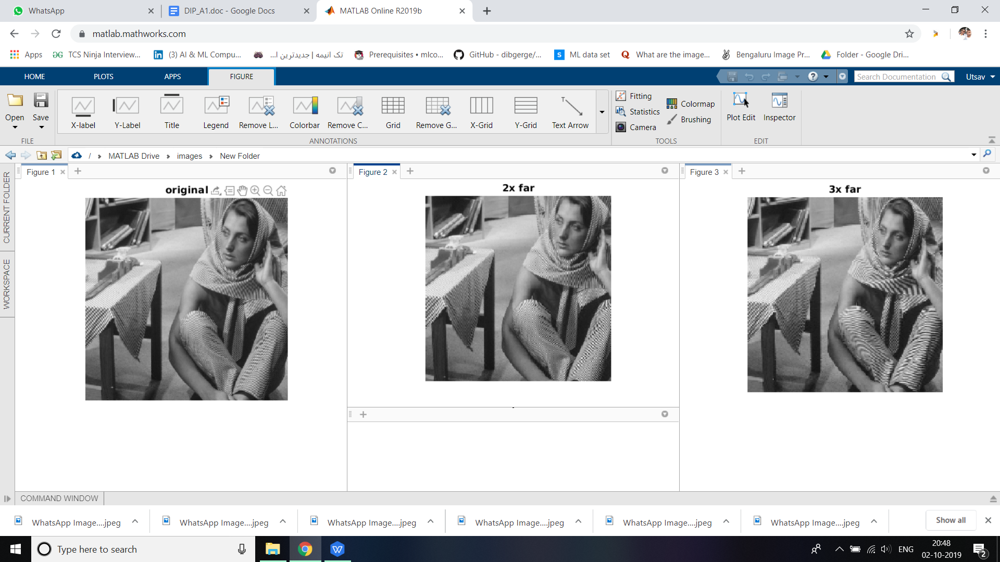 WhatsApp
DIP_A1.doc - Google Docs
MATLAB Online R2019b
matlab.mathworks.com
Apps
TCS Ninja Interview...
(3) AI & ML Compu...
تک انیمه | جدیدترین ا...
Prerequisites • mlco...
GitHub - dibgerge/...
ML data set
What are the image...
Bengaluru Image Pr...
Folder - Google Dri...
HOME
PLOTS
APPS
FIGURE
Search Documentation
Utsav
Open
Save
X-label
Y-Label
Title
Legend
Remove L...
Colorbar
Remove C...
Grid
Remove G...
X-Grid
Y-Grid
Text Arrow
Fitting
Statistics
Camera
Colormap
Brushing
Plot Edit
Inspector
FILE
ANNOTATIONS
TOOLS
EDIT
/ › MATLAB Drive › images › New Folder
CURRENT FOLDER
WORKSPACE
Figure 1
Figure 2
Figure 3
original
2x far
3x far
COMMAND WINDOW
WhatsApp Image....jpeg
WhatsApp Image....jpeg
WhatsApp Image....jpeg
WhatsApp Image....jpeg
WhatsApp Image....jpeg
WhatsApp Image....jpeg
Show all
Type here to search
ENG
20:48
02-10-2019
2